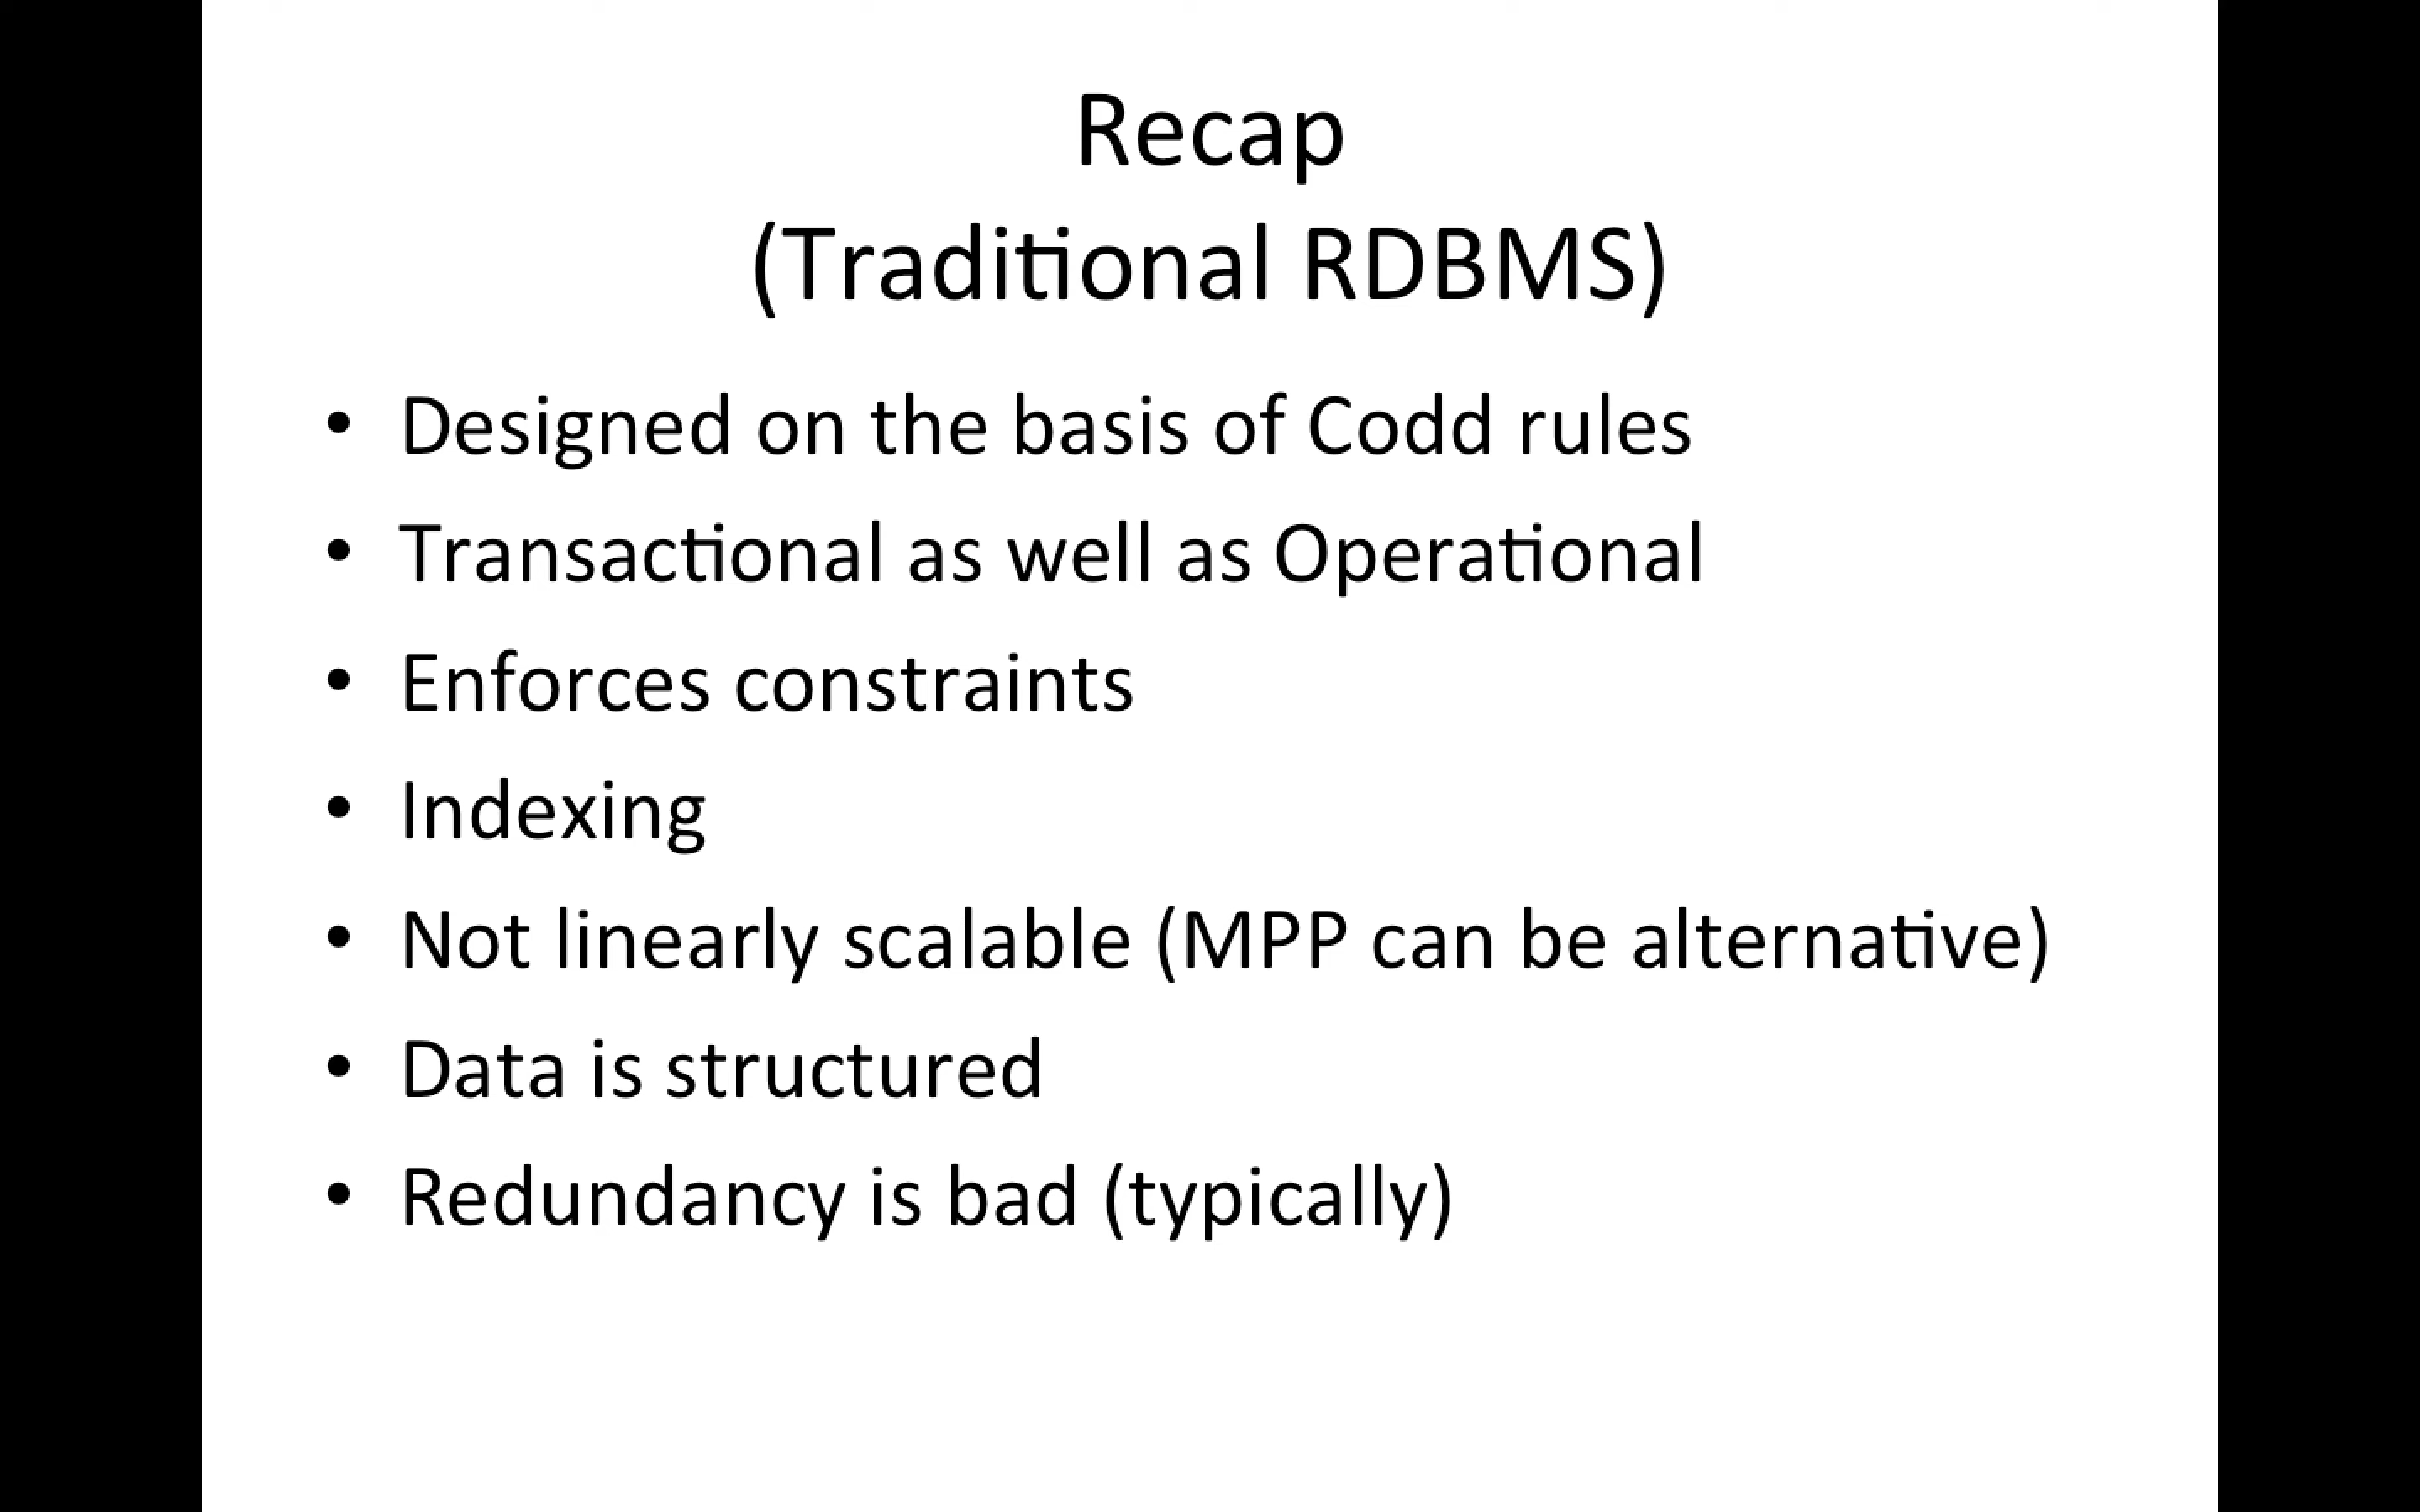 Recap
(Traditional RDBMS)
• Designed on the basis of Codd rules
• Transactional as well as Operational
• Enforces constraints
• Indexing
• Not linearly scalable (MPP can be alternative)
• Data is structured
• Redundancy is bad (typically)